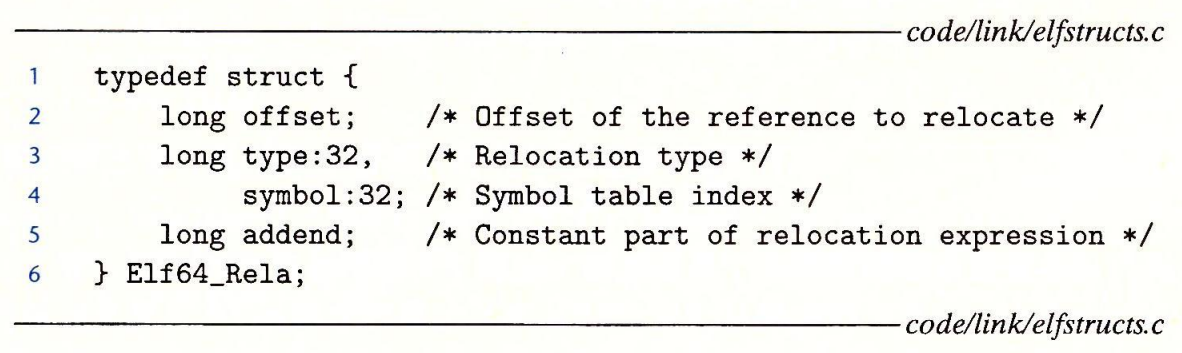 code/link/elfstructs.c
1 typedef struct {
2 long offset; /* Offset of the reference to relocate */
3 long type:32, /* Relocation type */
4 symbol:32; /* Symbol table index */
5 long addend; /* Constant part of relocation expression */
6 } Elf64_Rela;
code/link/elfstructs.c